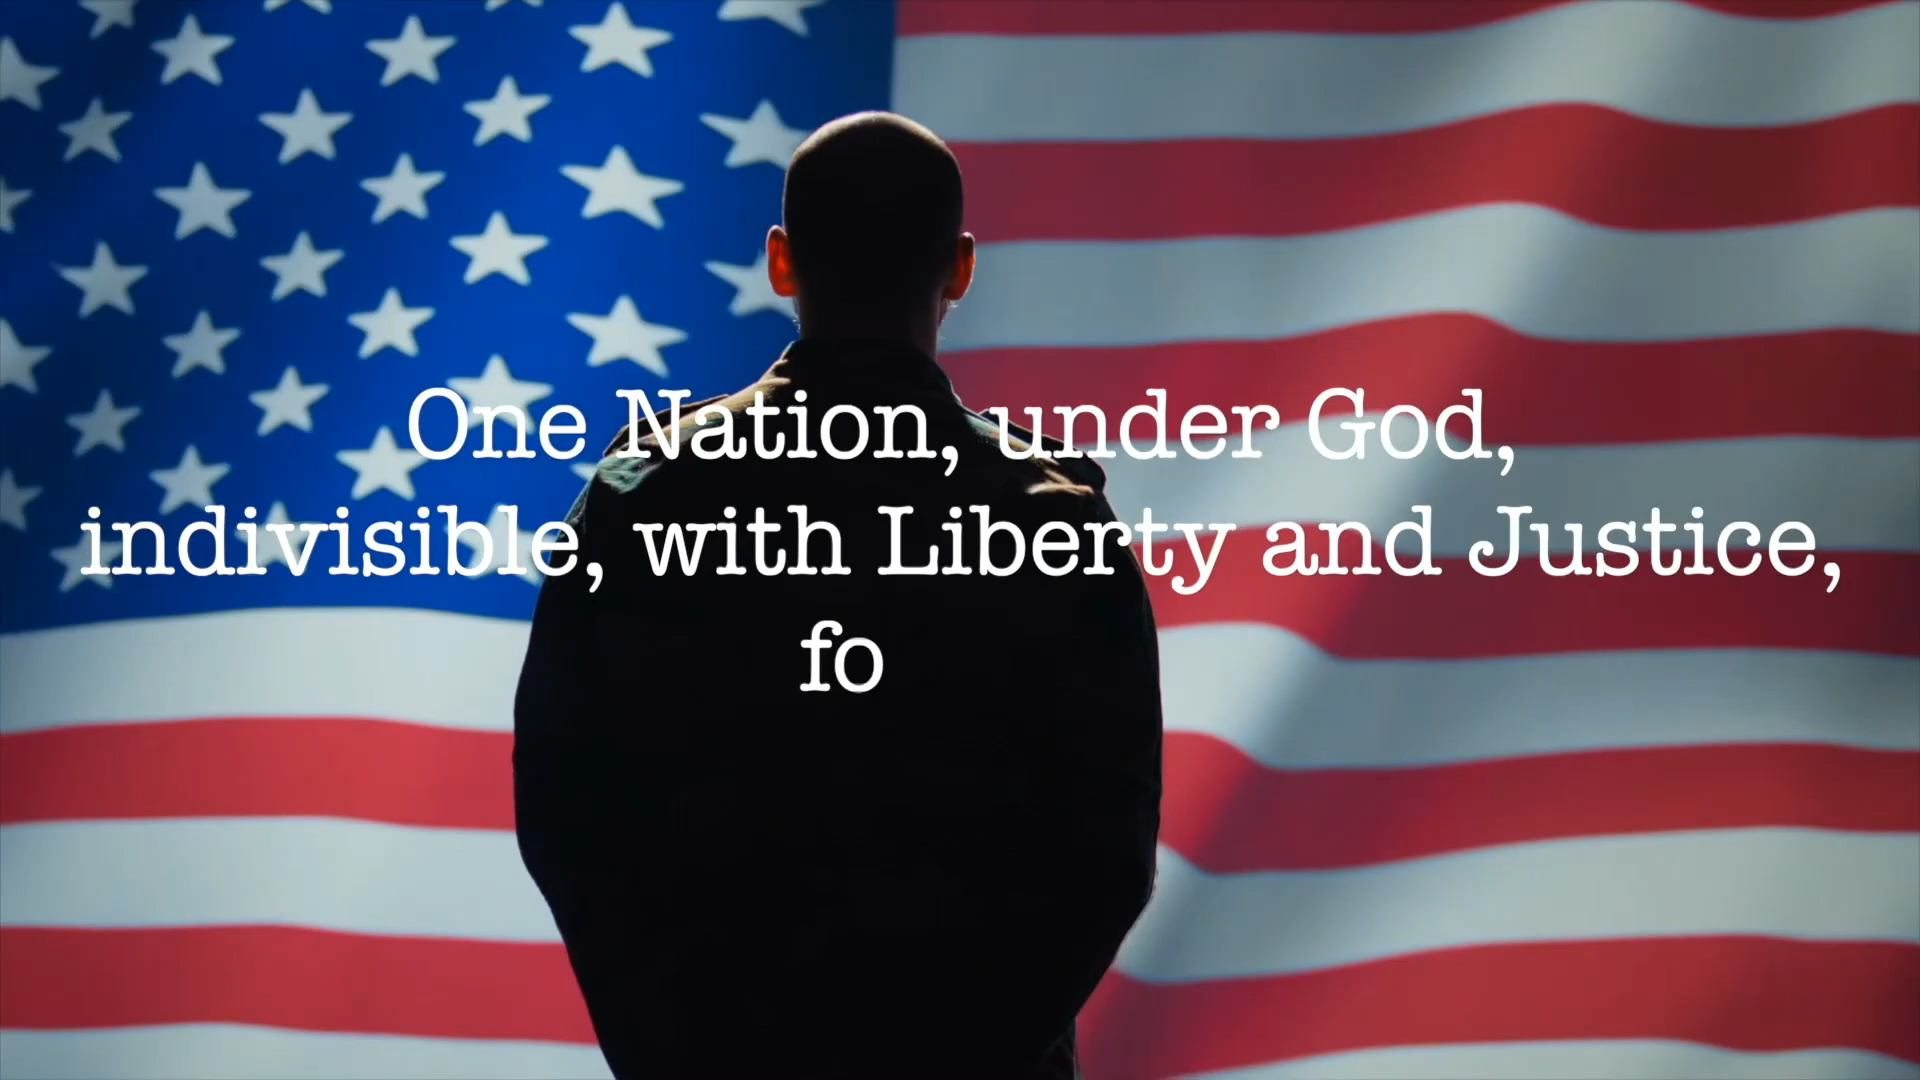 One Nation, under God,
indivisible, with Liberty and Justice,
fo